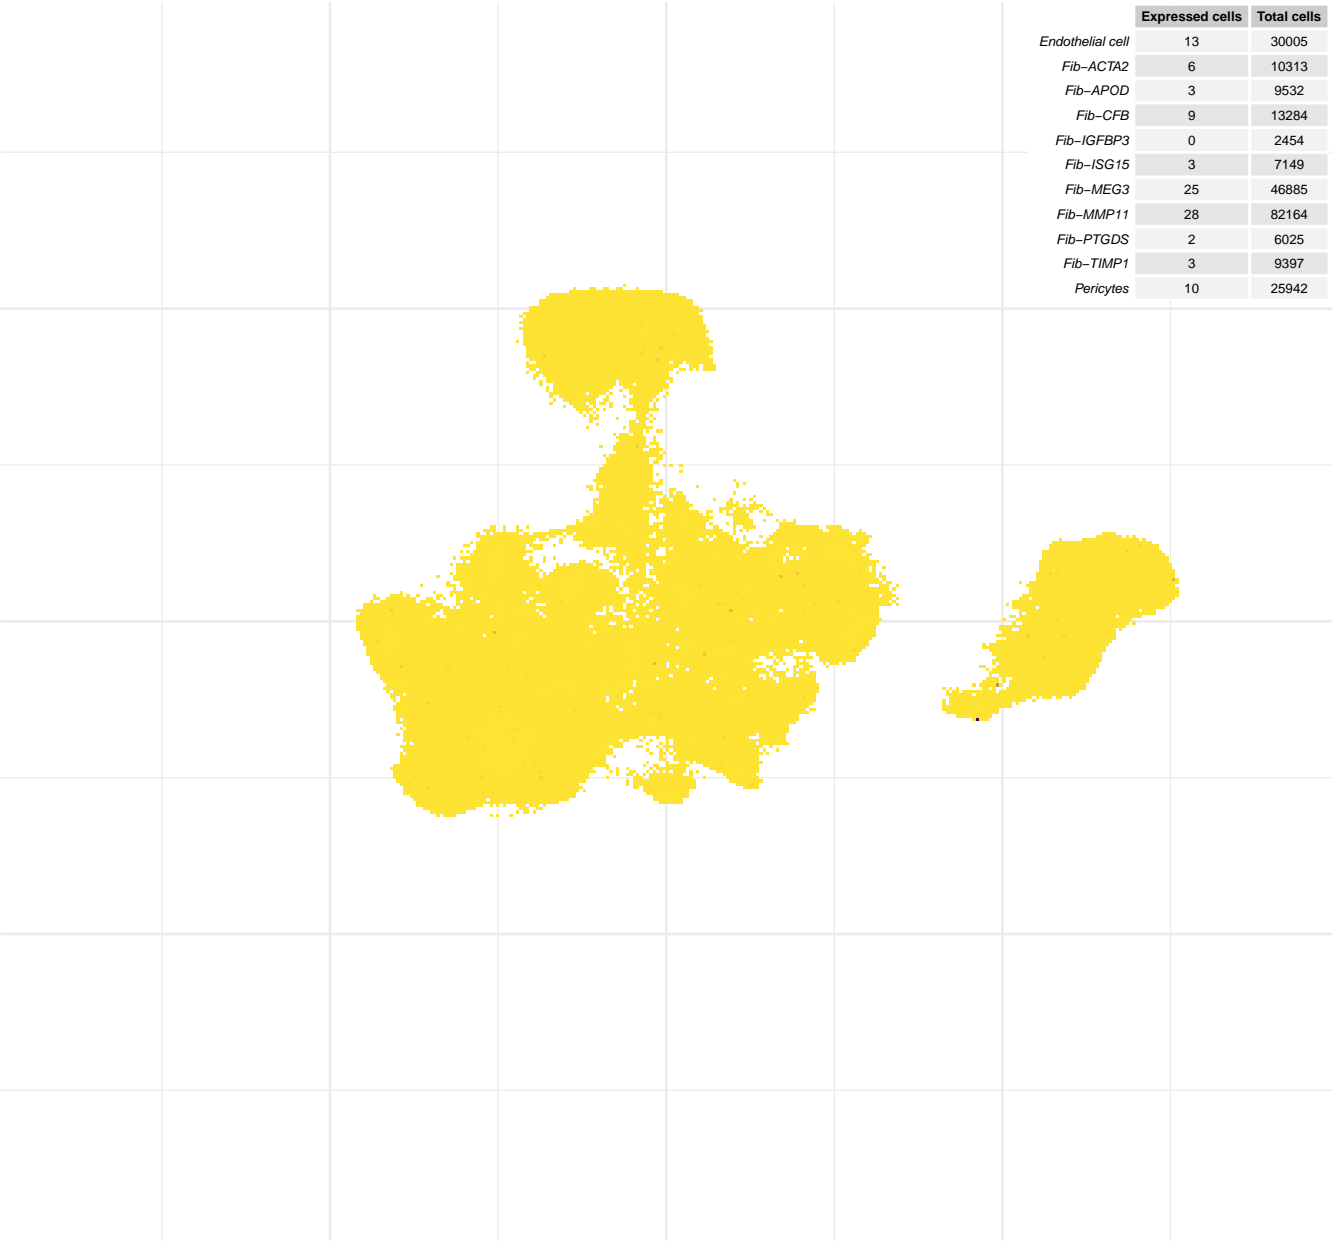 Expressed cells Total cells
Endothelial cell 13 30005
Fib−ACTA2 6 10313
Fib−APOD 3 9532
Fib−CFB 9 13284
Fib−IGFBP3 0 2454
Fib−ISG15 3 7149
Fib−MEG3 25 46885
Fib−MMP11 28 82164
Fib−PTGDS 2 6025
Fib−TIMP1 3 9397
Pericytes 10 25942